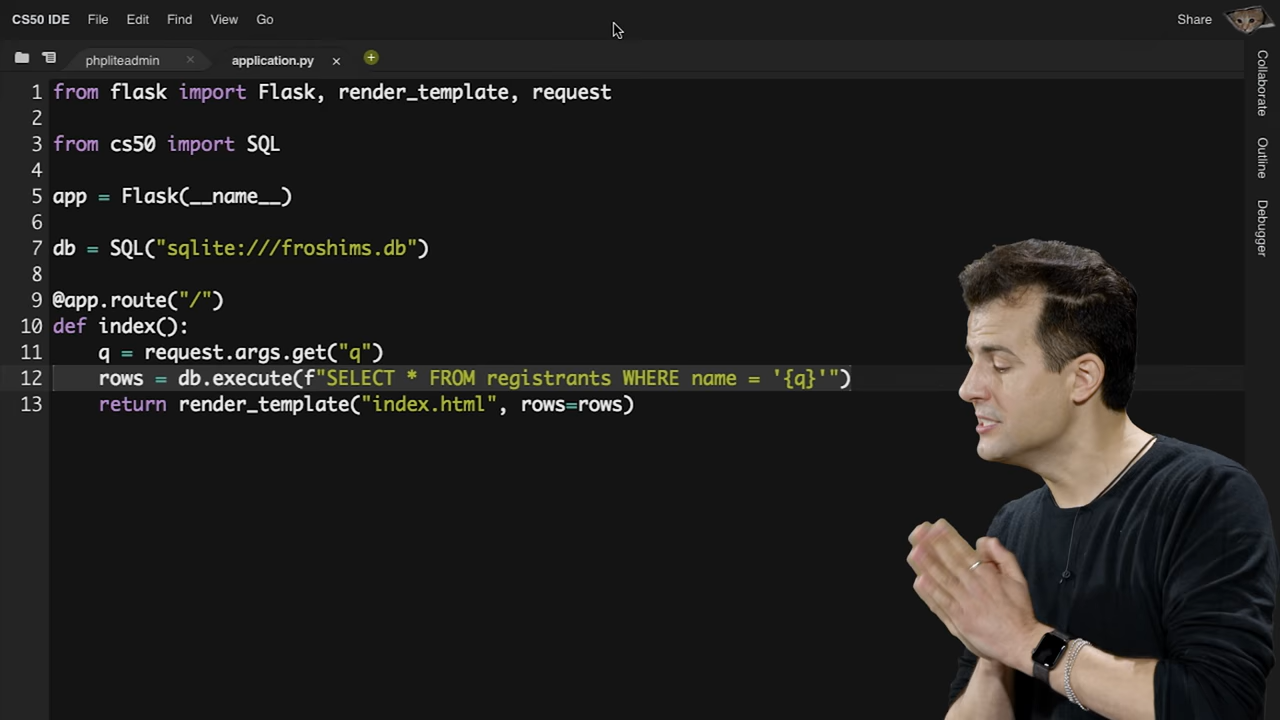 CS50 IDE File Edit Find View Go Share
phpliteadmin × application.py ×
Collaborate
Outline
Debugger
1 from flask import Flask, render_template, request
2
3 from cs50 import SQL
4
5 app = Flask(__name__)
6
7 db = SQL("sqlite:///froshims.db")
8
9 @app.route("/")
10 def index():
11 q = request.args.get("q")
12 rows = db.execute(f"SELECT * FROM registrants WHERE name = '{q}'")
13 return render_template("index.html", rows=rows)